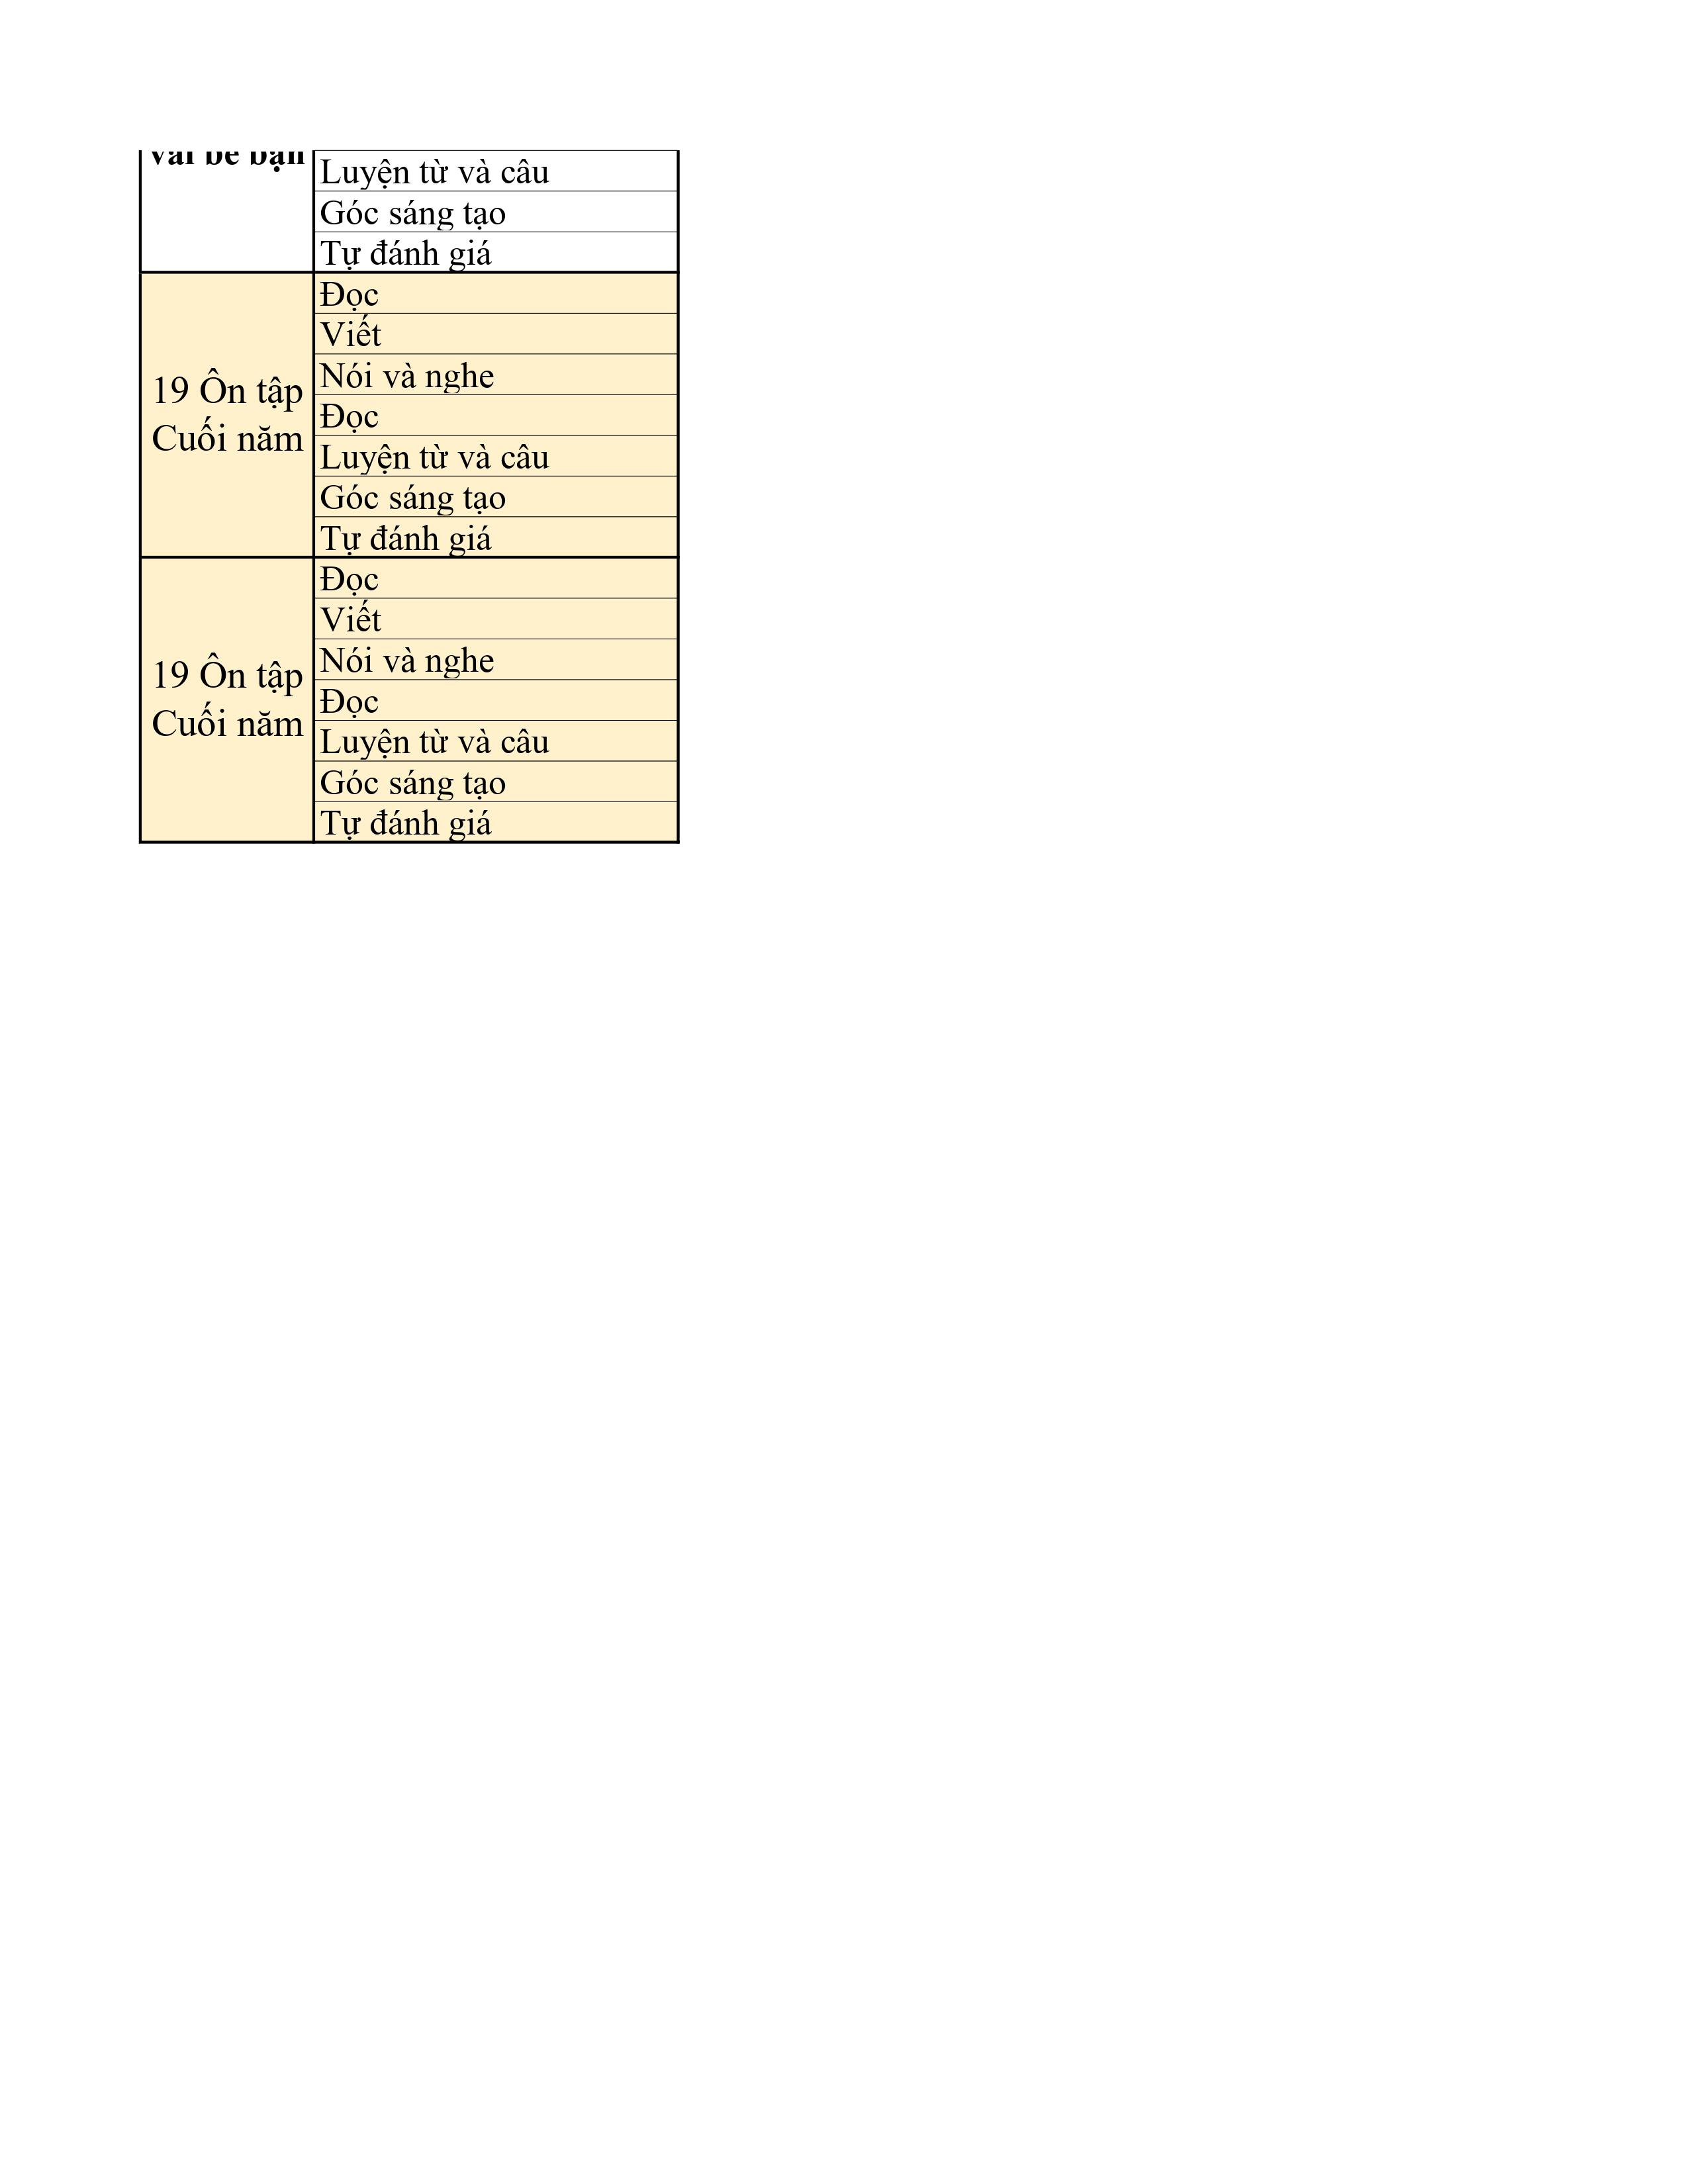 bạn
Luyện từ và câu
Góc sáng tạo
Tự đánh giá
19 Ôn tập
Cuối năm
Đọc
Viết
Nói và nghe
Đọc
Luyện từ và câu
Góc sáng tạo
Tự đánh giá
19 Ôn tập
Cuối năm
Đọc
Viết
Nói và nghe
Đọc
Luyện từ và câu
Góc sáng tạo
Tự đánh giá